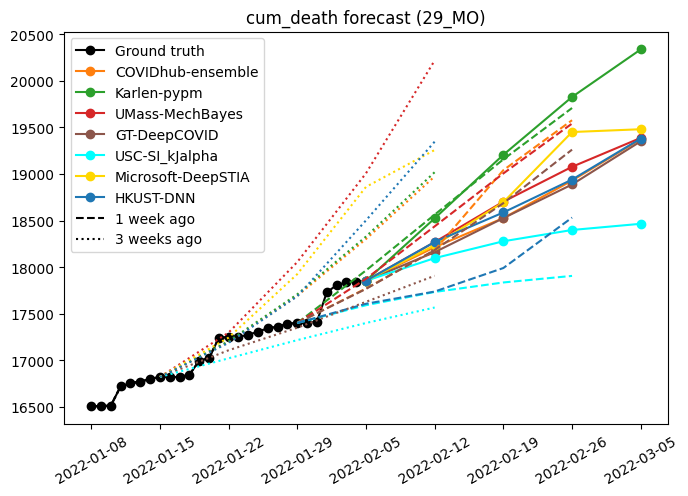 cum_death forecast (29_MO)
20500
20000
19500
19000
18500
18000
17500
17000
16500
Ground truth
COVIDhub-ensemble
Karlen-pypm
UMass-MechBayes
GT-DeepCOVID
USC-SI_kJalpha
Microsoft-DeepSTIA
HKUST-DNN
1 week ago
3 weeks ago
2022-01-08
2022-01-15
2022-01-22
2022-01-29
2022-02-05
2022-02-12
2022-02-19
2022-02-26
2022-03-05